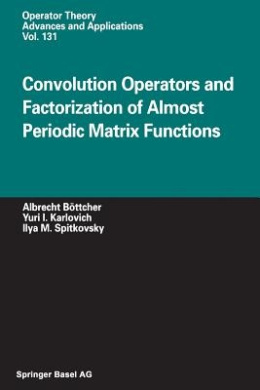 Operator Theory
Advances and Applications
Vol. 131
Convolution Operators and
Factorization of Almost
Periodic Matrix Functions
Albrecht Böttcher
Yuri I. Karlovich
Ilya M. Spitkovsky
Springer Basel AG